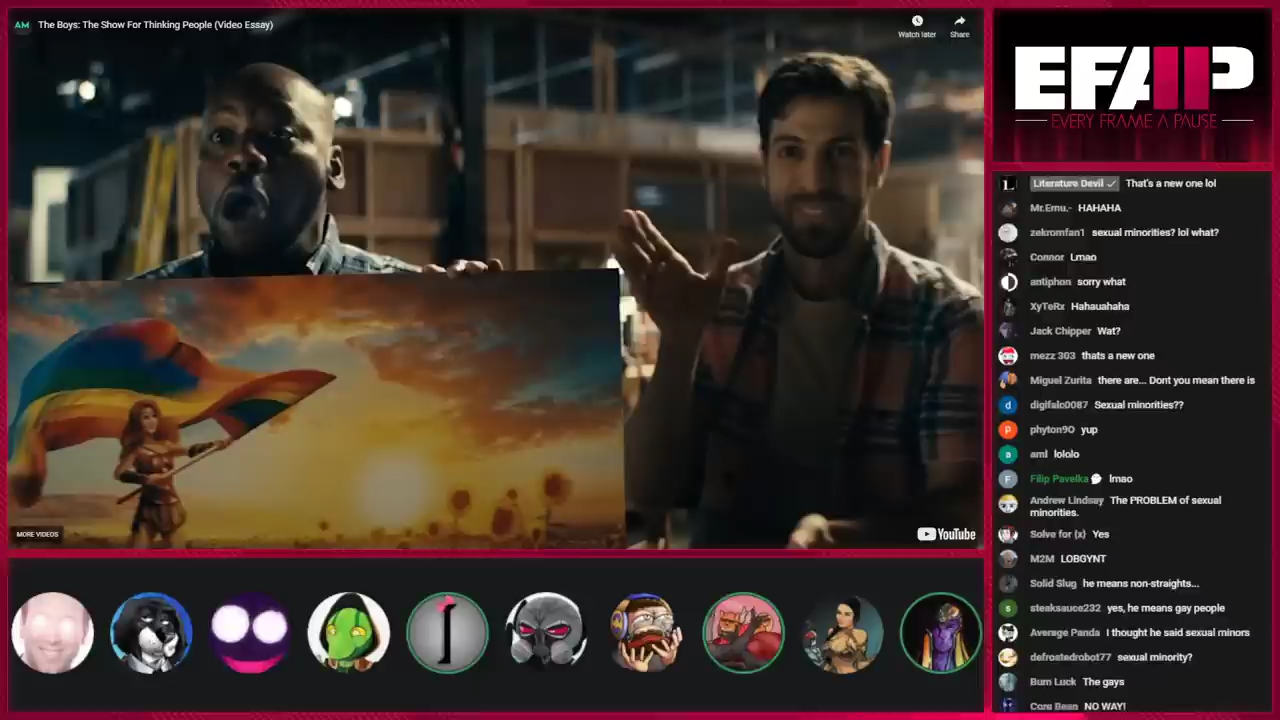 AM The Boys: The Show For Thinking People (Video Essay)
Watch later
Share
MORE VIDEOS
YouTube
EFAP
EVERY FRAME A PAUSE
Literature Devil That's a new one lol
Mr.Emu.- HAHAHA
zekromfan1 sexual minorities? lol what?
Connor Lmao
antiphon sorry what
XyTeRx Hahauahaha
Jack Chipper Wat?
mezz 303 thats a new one
Miguel Zurita there are... Dont you mean there is
digifalc0087 Sexual minorities??
phyton90 yup
aml lololo
Filip Pavelka lmao
Andrew Lindsay The PROBLEM of sexual
minorities.
Solve for {x} Yes
M2M LOBGYNT
Solid Slug he means non-straights...
steaksauce232 yes, he means gay people
Average Panda I thought he said sexual minors
defrostedrobot77 sexual minority?
Bum Luck The gays
Core Bean NO WAY!